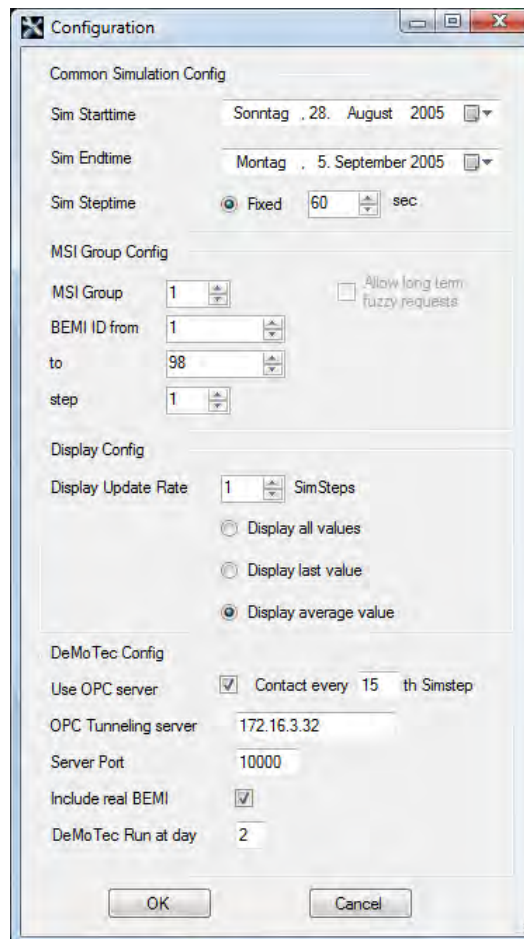 Configuration
Common Simulation Config
Sim Starttime Sonntag , 28. August 2005
Sim Endtime Montag , 5. September 2005
Sim Steptime Fixed 60 sec
MSI Group Config
MSI Group 1 Allow long term fuzzy requests
BEMI ID from 1
to 98
step 1
Display Config
Display Update Rate 1 SimSteps
Display all values
Display last value
Display average value
DeMoTec Config
Use OPC server Contact every 15 th Simstep
OPC Tunneling server 172.16.3.32
Server Port 10000
Include real BEMI
DeMoTec Run at day 2
OK Cancel